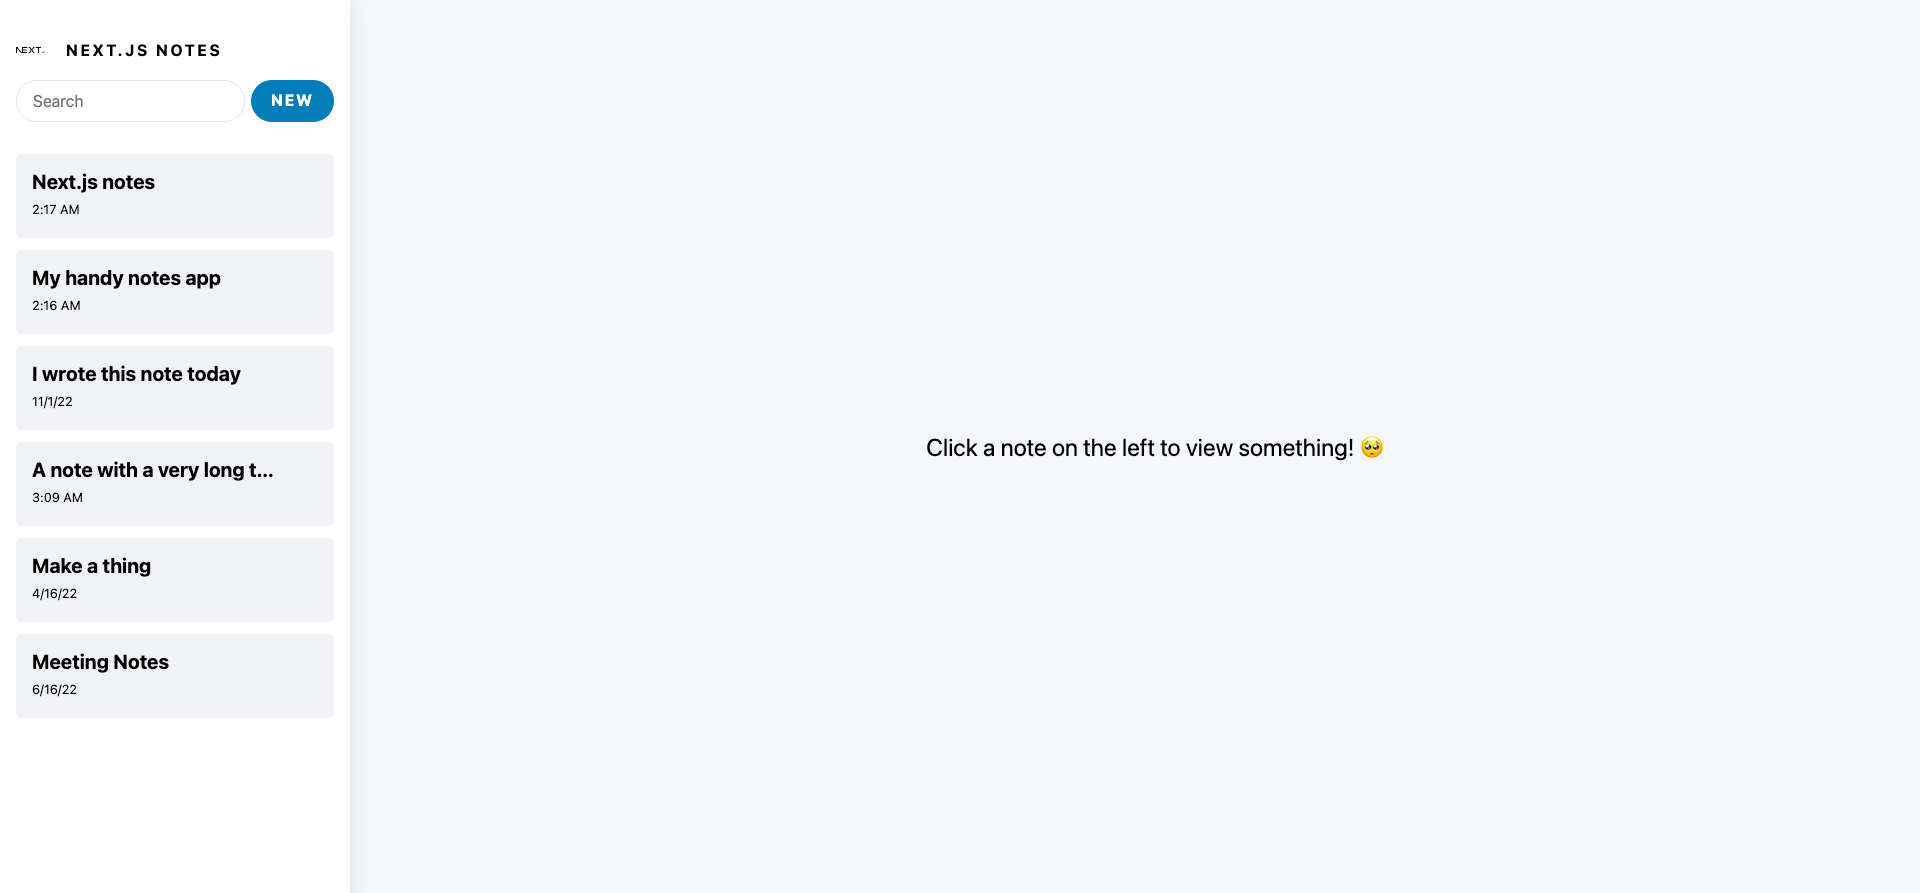 NEXT.JS NOTES
Search
NEW
Next.js notes
2:17 AM
My handy notes app
2:16 AM
I wrote this note today
11/1/22
A note with a very long t...
3:09 AM
Make a thing
4/16/22
Meeting Notes
6/16/22
Click a note on the left to view something! 🥺